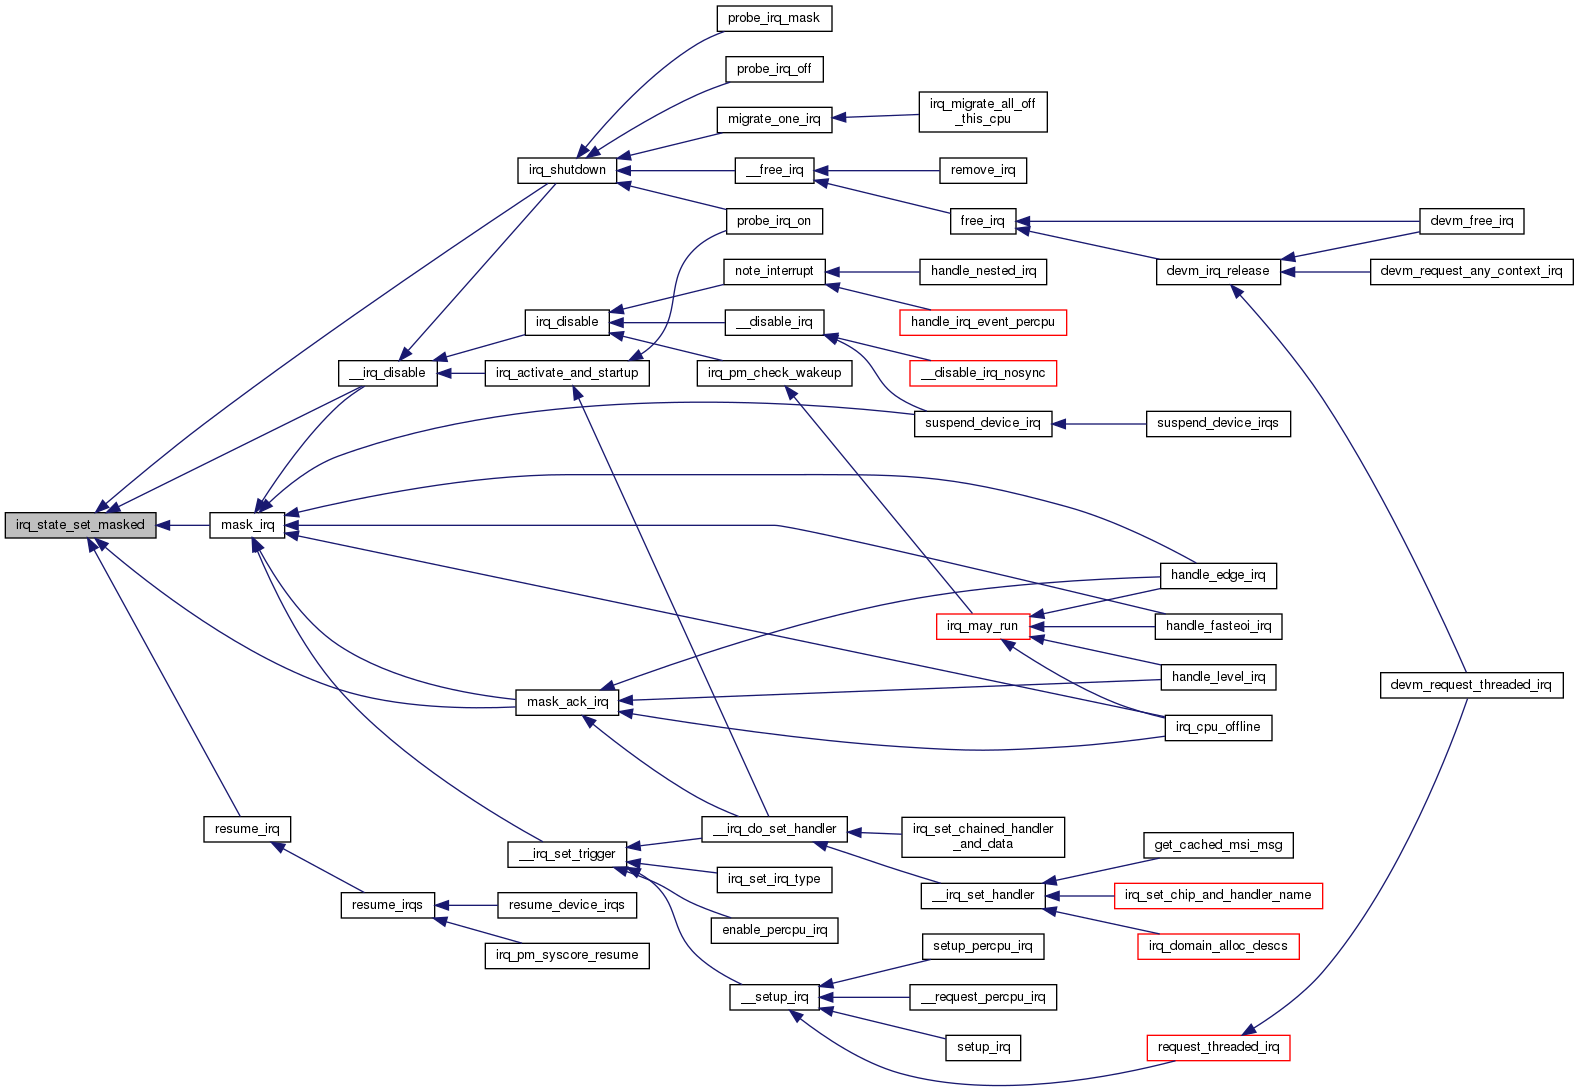 probe_irq_mask
probe_irq_off
irq_migrate_all_off
_this_cpu
migrate_one_irq
irq_shutdown
__free_irq
remove_irq
probe_irq_on
free_irq
devm_free_irq
note_interrupt
handle_nested_irq
devm_irq_release
devm_request_any_context_irq
irq_disable
__disable_irq
handle_irq_event_percpu
__irq_disable
irq_activate_and_startup
irq_pm_check_wakeup
__disable_irq_nosync
suspend_device_irq
suspend_device_irqs
irq_state_set_masked
mask_irq
handle_edge_irq
irq_may_run
handle_fasteoi_irq
handle_level_irq
devm_request_threaded_irq
mask_ack_irq
irq_cpu_offline
resume_irq
__irq_do_set_handler
irq_set_chained_handler
_and_data
__irq_set_trigger
get_cached_msi_msg
irq_set_irq_type
__irq_set_handler
irq_set_chip_and_handler_name
resume_irqs
resume_device_irqs
enable_percpu_irq
irq_domain_alloc_descs
irq_pm_syscore_resume
setup_percpu_irq
__setup_irq
__request_percpu_irq
setup_irq
request_threaded_irq